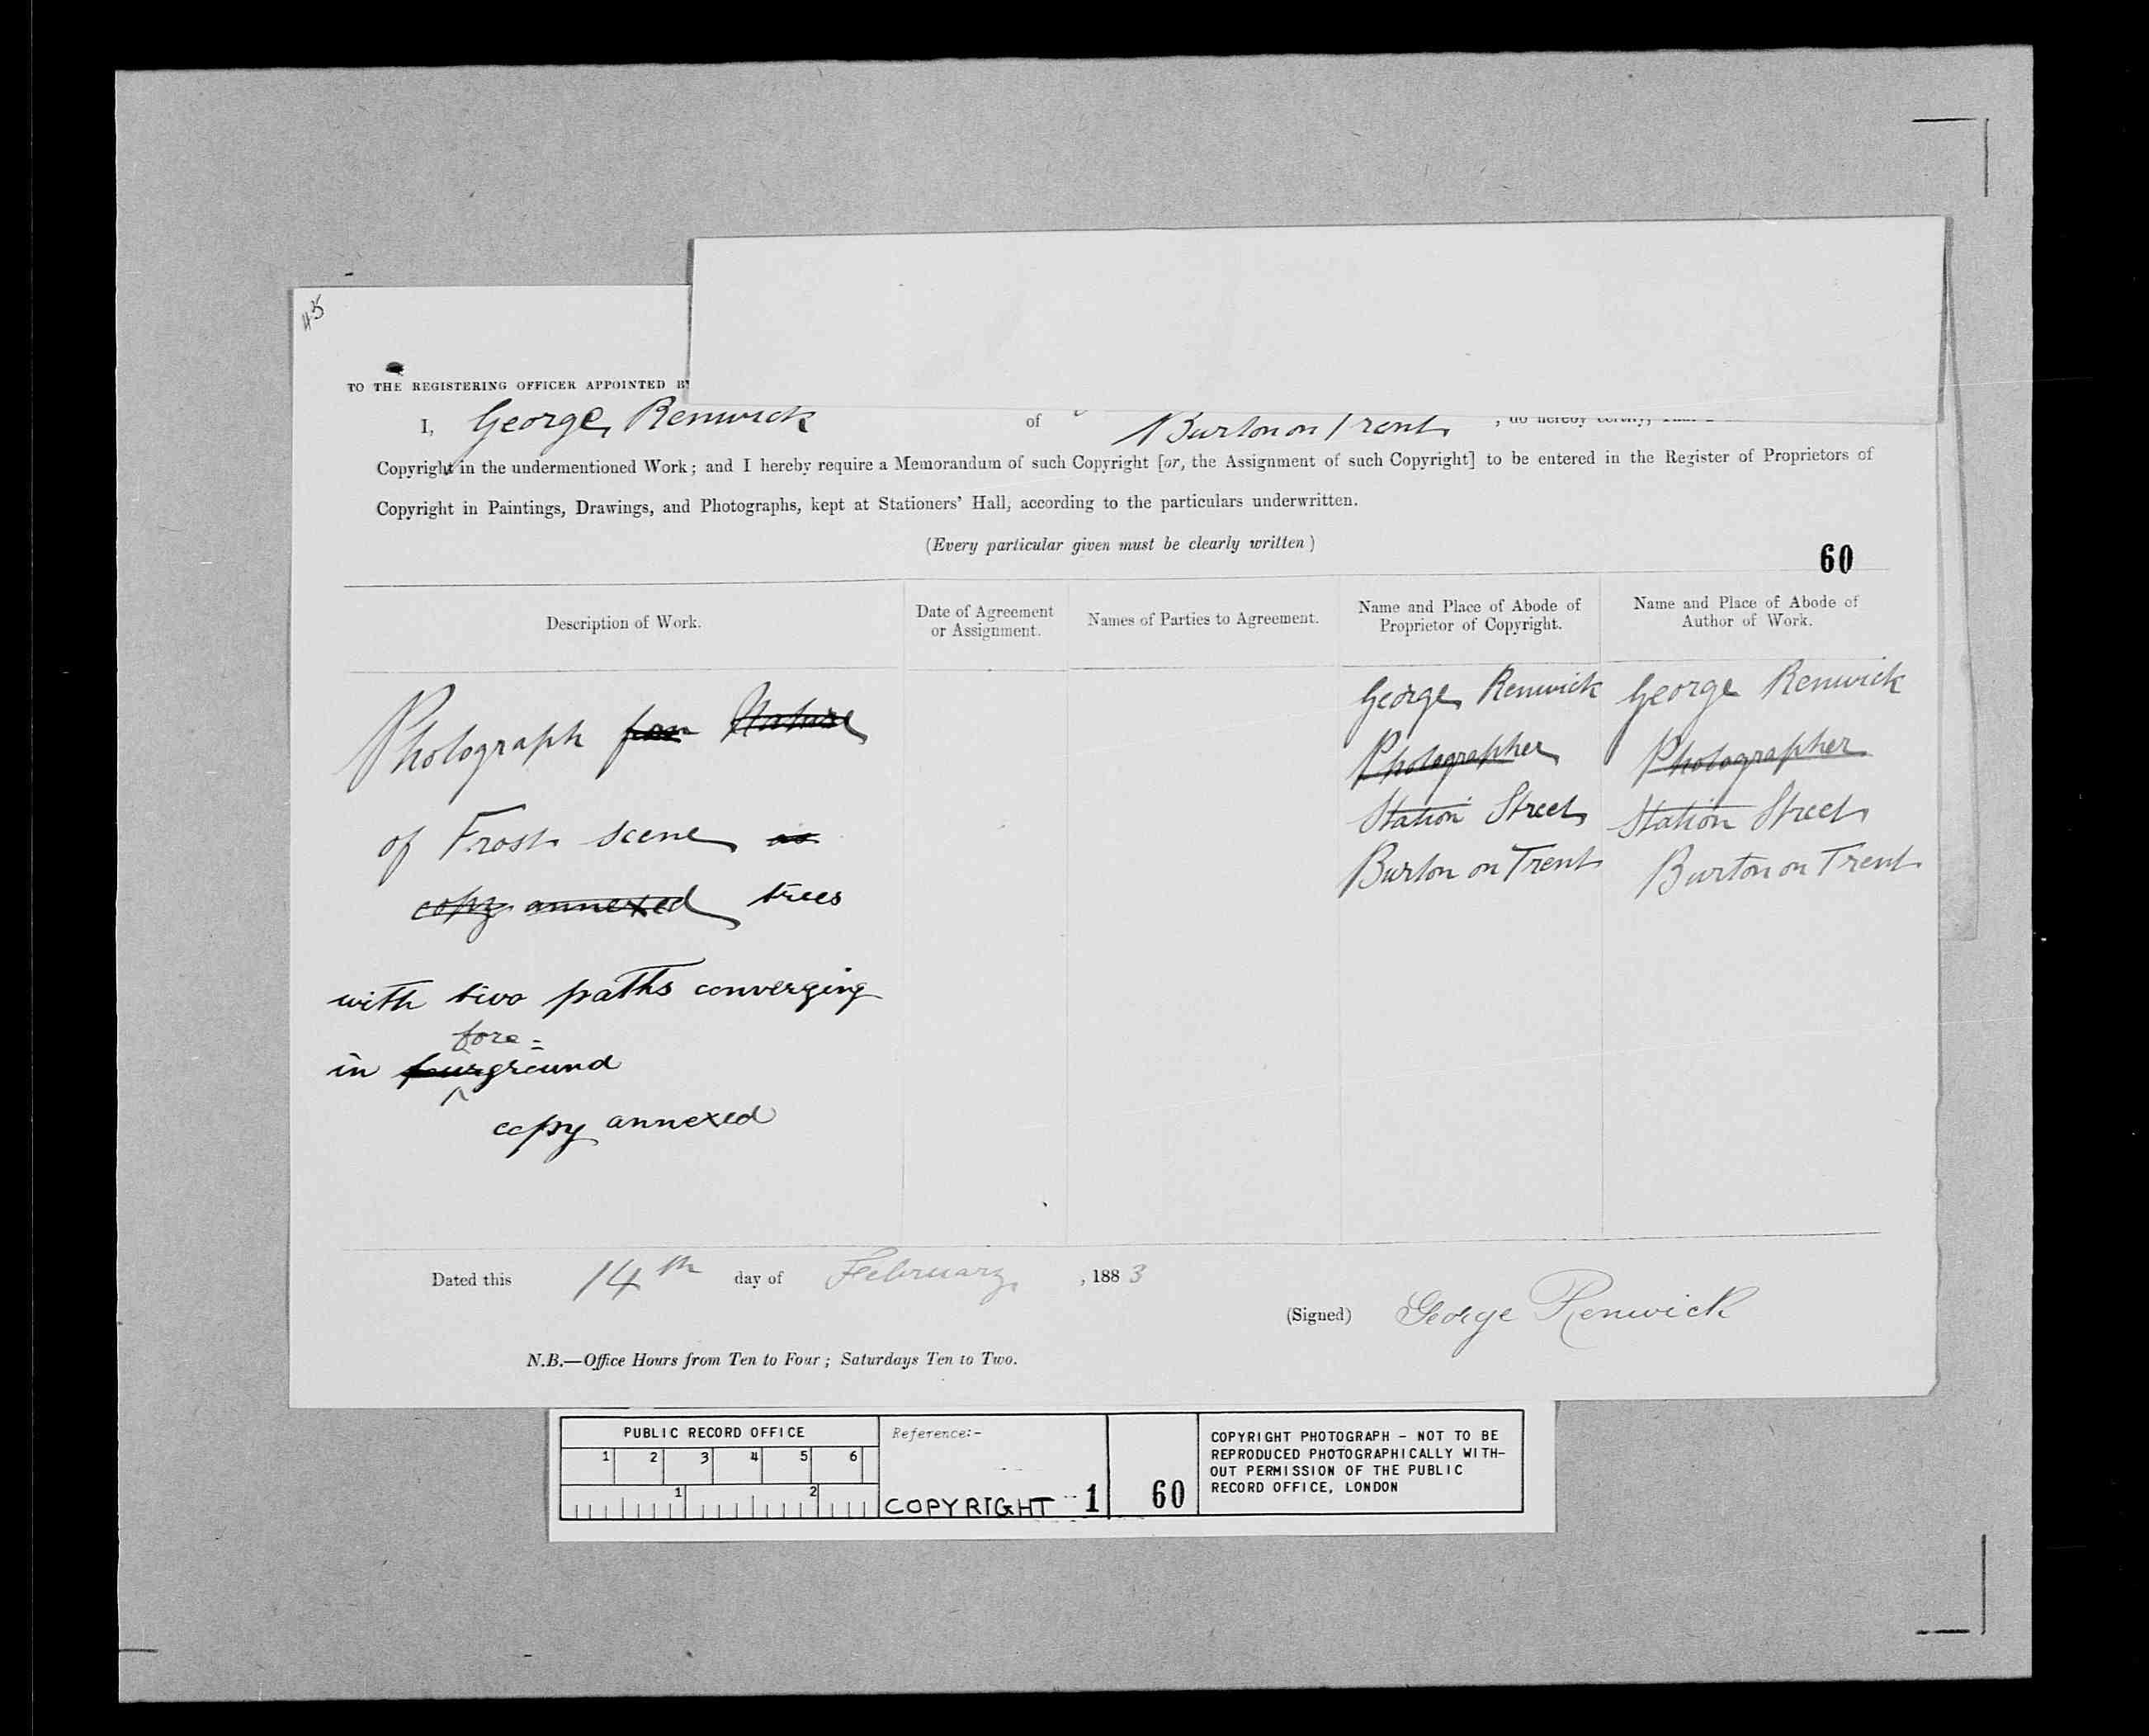 45
TO THE REGISTERING OFFICER APPOINTED BY
I, George Renwick of Burton on Trent , do hereby certify,
Copyright in the undermentioned Work; and I hereby require a Memorandum of such Copyright [or, the Assignment of such Copyright] to be entered in the Register of Proprietors of
Copyright in Paintings, Drawings, and Photographs, kept at Stationers' Hall, according to the particulars underwritten.
(Every particular given must be clearly written)
60
Description of Work.
Date of Agreement
or Assignment.
Names of Parties to Agreement.
Name and Place of Abode of
Proprietor of Copyright.
Name and Place of Abode of
Author of Work.
Photograph from Nature
of Frost scene as
copy annexed trees
with two paths converging
fore=
in fourground
copy annexed
George Renwick
Photographer
Station Street
Burton on Trent
George Renwick
Photographer
Station Street
Burton on Trent
Dated this 14th day of February , 1883
(Signed) George Renwick
N.B.—Office Hours from Ten to Four; Saturdays Ten to Two.
PUBLIC RECORD OFFICE
1 2 3 4 5 6
1 2
Reference:-
COPYRIGHT 1
60
COPYRIGHT PHOTOGRAPH - NOT TO BE
REPRODUCED PHOTOGRAPHICALLY WITH-
OUT PERMISSION OF THE PUBLIC
RECORD OFFICE, LONDON